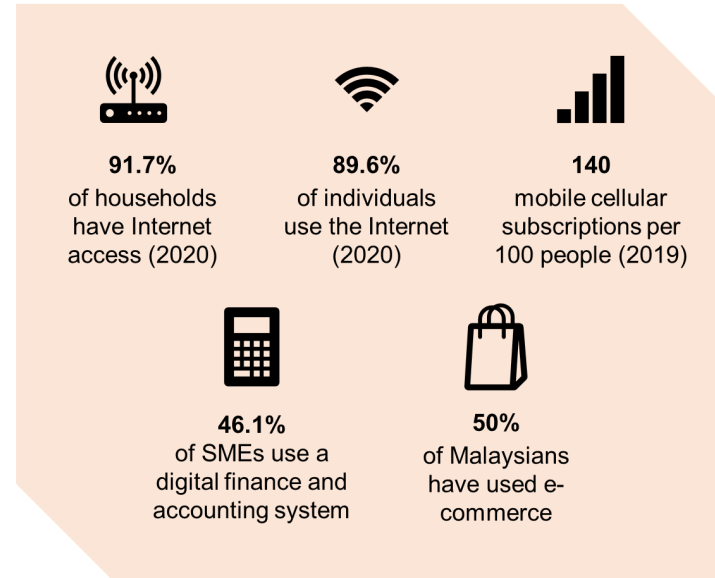 91.7%
of households
have Internet
access (2020)
89.6%
of individuals
use the Internet
(2020)
140
mobile cellular
subscriptions per
100 people (2019)
46.1%
of SMEs use a
digital finance and
accounting system
50%
of Malaysians
have used e-
commerce